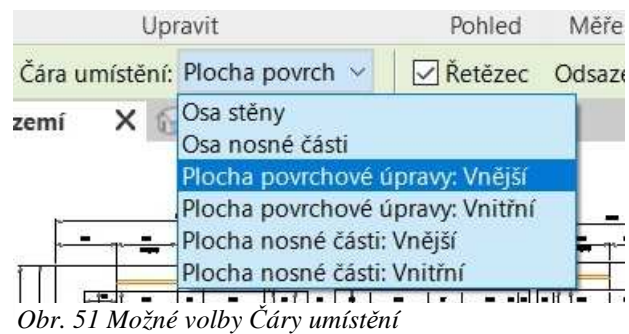 Upravit Pohled Měře
Čára umístění: Plocha povrch Řetězec Odsaze
zemí
Osa stěny
Osa nosné části
Plocha povrchové úpravy: Vnější
Plocha povrchové úpravy: Vnitřní
Plocha nosné části: Vnější
Plocha nosné části: Vnitřní
Obr. 51 Možné volby Čáry umístění